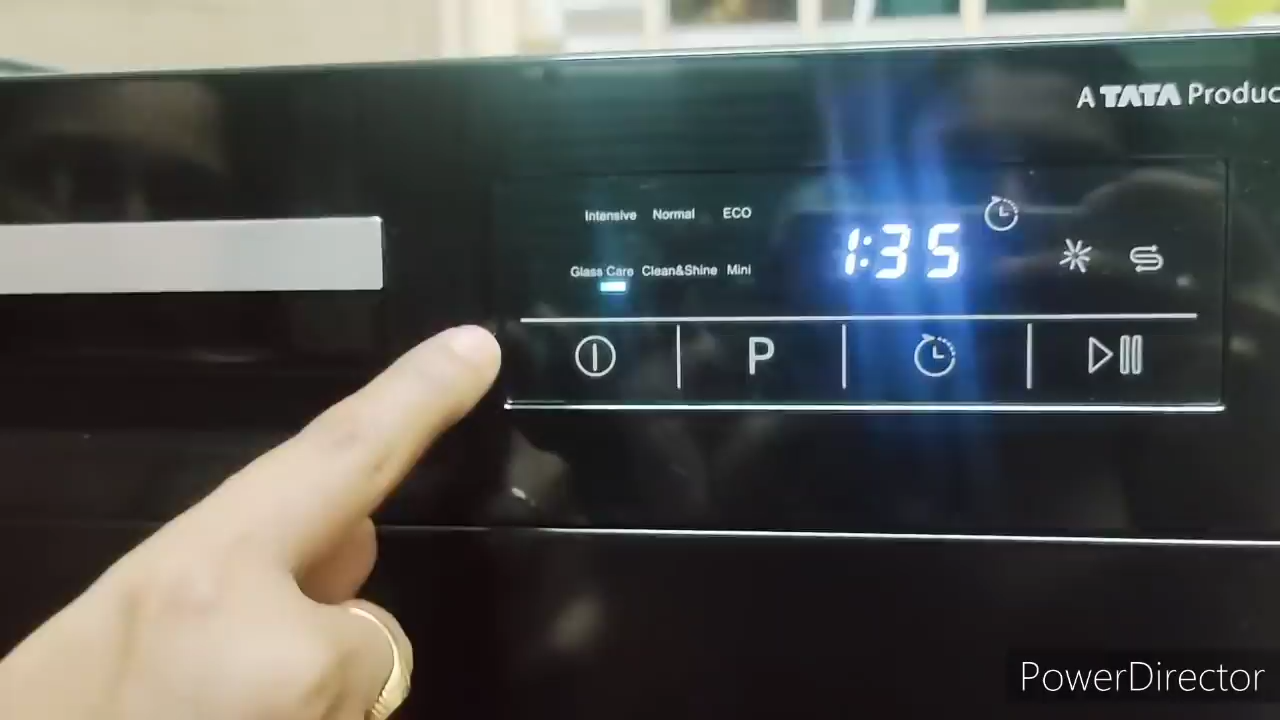 A TATA Produc
Intensive Normal ECO
1:35
Glass Care Clean&Shine Mini
P
PowerDirector